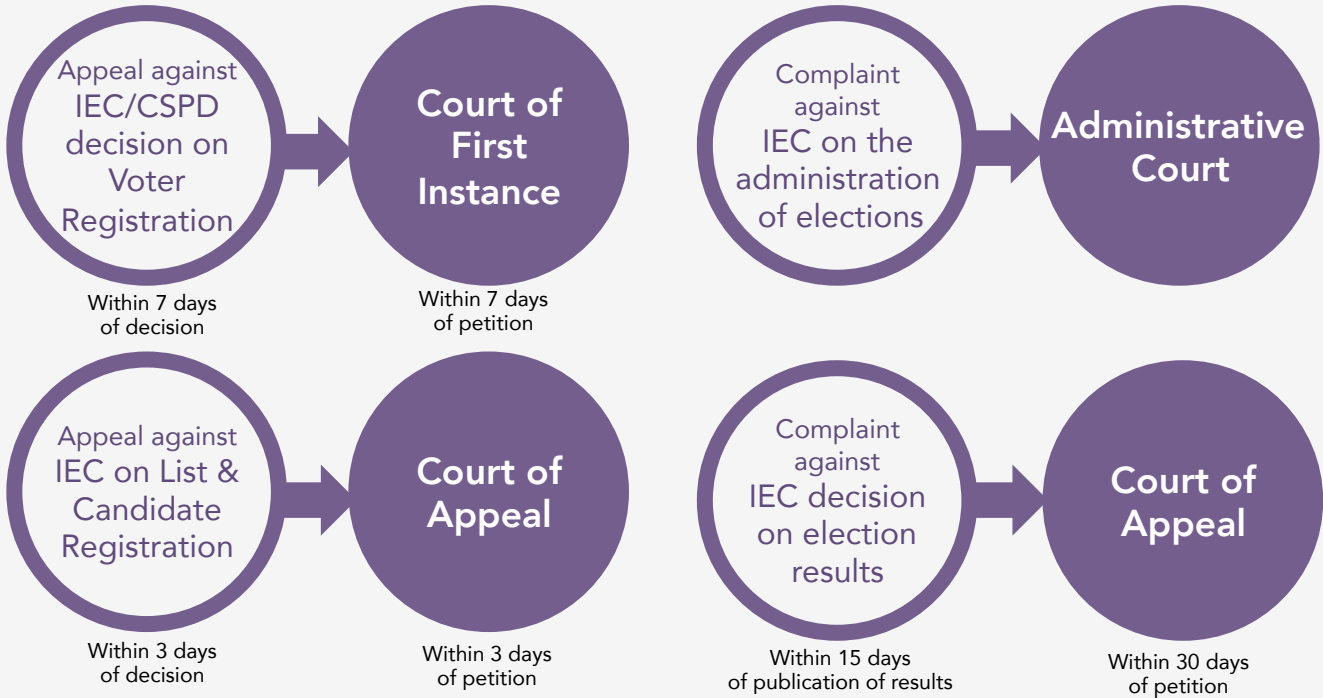 Appeal against
IEC/CSPD
decision on
Voter
Registration
Within 7 days
of decision
Court of
First
Instance
Within 7 days
of petition
Complaint
against
IEC on the
administration
of elections
Administrative
Court
Appeal against
IEC on List &
Candidate
Registration
Within 3 days
of decision
Court of
Appeal
Within 3 days
of petition
Complaint
against
IEC decision
on election
results
Within 15 days
of publication of results
Court of
Appeal
Within 30 days
of petition